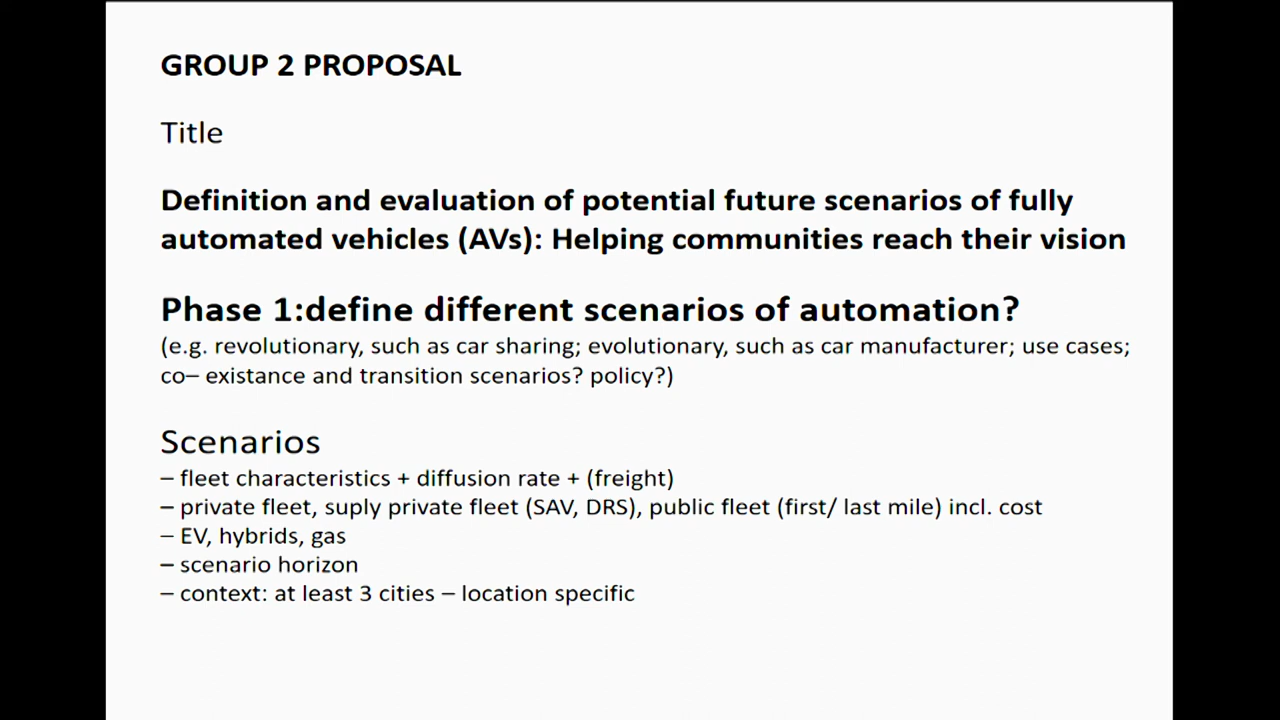 GROUP 2 PROPOSAL
Title
Definition and evaluation of potential future scenarios of fully
automated vehicles (AVs): Helping communities reach their vision
Phase 1:define different scenarios of automation?
(e.g. revolutionary, such as car sharing; evolutionary, such as car manufacturer; use cases;
co– existance and transition scenarios? policy?)
Scenarios
– fleet characteristics + diffusion rate + (freight)
– private fleet, suply private fleet (SAV, DRS), public fleet (first/ last mile) incl. cost
– EV, hybrids, gas
– scenario horizon
– context: at least 3 cities – location specific